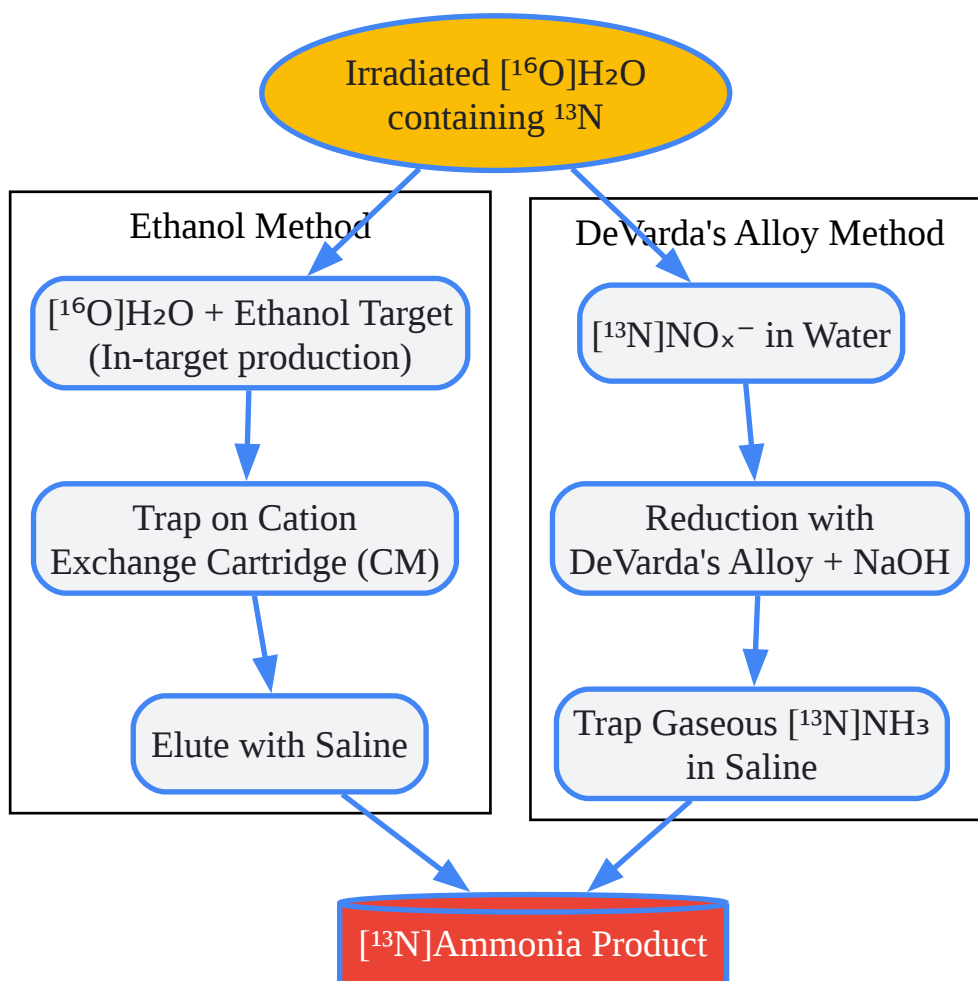 Irradiated [¹⁶O]H₂O
containing ¹³N
Ethanol Method
[¹⁶O]H₂O + Ethanol Target
(In-target production)
Trap on Cation
Exchange Cartridge (CM)
Elute with Saline
DeVarda's Alloy Method
[¹³N]NOₓ⁻ in Water
Reduction with
DeVarda's Alloy + NaOH
Trap Gaseous [¹³N]NH₃
in Saline
[¹³N]Ammonia Product